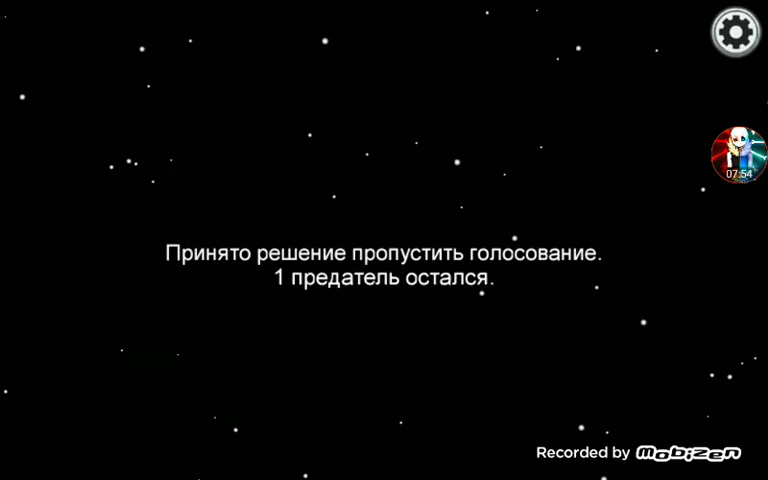 07:54
Принято решение пропустить голосование.
1 предатель остался.
Recorded by mobizen